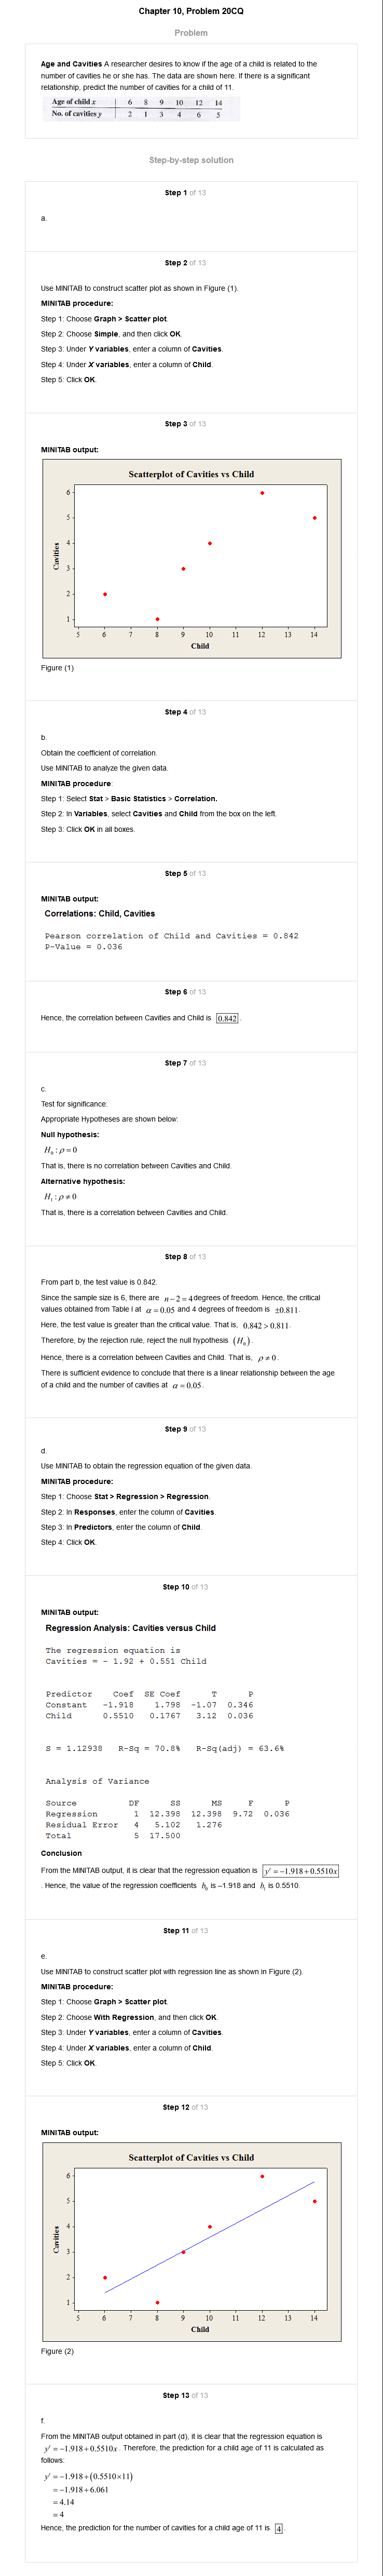 Chapter 10, Problem 20CQ
Problem
Age and Cavities A researcher desires to know if the age of a child is related to the
number of cavities he or she has. The data are shown here. If there is a significant
relationship, predict the number of cavities for a child of 11.
Age of child x | 6 8 9 10 12 14
No. of cavities y | 2 1 3 4 6 5
Step-by-step solution
Step 1 of 13
a.
Step 2 of 13
Use MINITAB to construct scatter plot as shown in Figure (1).
MINITAB procedure:
Step 1: Choose Graph > Scatter plot.
Step 2: Choose Simple, and then click OK.
Step 3: Under Y variables, enter a column of Cavities.
Step 4: Under X variables, enter a column of Child.
Step 5: Click OK.
Step 3 of 13
MINITAB output:
Scatterplot of Cavities vs Child
6
5
4
3
2
1
Cavities
5 6 7 8 9 10 11 12 13 14
Child
Figure (1)
Step 4 of 13
b.
Obtain the coefficient of correlation.
Use MINITAB to analyze the given data.
MINITAB procedure:
Step 1: Select Stat > Basic Statistics > Correlation.
Step 2: In Variables, select Cavities and Child from the box on the left.
Step 3: Click OK in all boxes.
Step 5 of 13
MINITAB output:
Correlations: Child, Cavities
Pearson correlation of Child and Cavities = 0.842
P-Value = 0.036
Step 6 of 13
Hence, the correlation between Cavities and Child is 0.842.
Step 7 of 13
c.
Test for significance:
Appropriate Hypotheses are shown below:
Null hypothesis:
H₀ : ρ = 0
That is, there is no correlation between Cavities and Child.
Alternative hypothesis:
H₁ : ρ ≠ 0
That is, there is a correlation between Cavities and Child.
Step 8 of 13
From part b, the test value is 0.842.
Since the sample size is 6, there are n − 2 = 4 degrees of freedom. Hence, the critical
values obtained from Table I at α = 0.05 and 4 degrees of freedom is ±0.811.
Here, the test value is greater than the critical value. That is, 0.842 > 0.811.
Therefore, by the rejection rule, reject the null hypothesis (H₀).
Hence, there is a correlation between Cavities and Child. That is, ρ ≠ 0.
There is sufficient evidence to conclude that there is a linear relationship between the age
of a child and the number of cavities at α = 0.05.
Step 9 of 13
d.
Use MINITAB to obtain the regression equation of the given data.
MINITAB procedure:
Step 1: Choose Stat > Regression > Regression.
Step 2: In Responses, enter the column of Cavities.
Step 3: In Predictors, enter the column of Child.
Step 4: Click OK.
Step 10 of 13
MINITAB output:
Regression Analysis: Cavities versus Child
The regression equation is
Cavities = - 1.92 + 0.551 Child
Predictor Coef SE Coef T P
Constant -1.918 1.798 -1.07 0.346
Child 0.5510 0.1767 3.12 0.036
S = 1.12938 R-Sq = 70.8% R-Sq(adj) = 63.6%
Analysis of Variance
Source DF SS MS F P
Regression 1 12.398 12.398 9.72 0.036
Residual Error 4 5.102 1.276
Total 5 17.500
Conclusion
From the MINITAB output, it is clear that the regression equation is y' = −1.918 + 0.5510x
. Hence, the value of the regression coefficients b₀ is –1.918 and b₁ is 0.5510.
Step 11 of 13
e.
Use MINITAB to construct scatter plot with regression line as shown in Figure (2).
MINITAB procedure:
Step 1: Choose Graph > Scatter plot.
Step 2: Choose With Regression, and then click OK.
Step 3: Under Y variables, enter a column of Cavities.
Step 4: Under X variables, enter a column of Child.
Step 5: Click OK.
Step 12 of 13
MINITAB output:
Scatterplot of Cavities vs Child
6
5
4
3
2
1
Cavities
5 6 7 8 9 10 11 12 13 14
Child
Figure (2)
Step 13 of 13
f.
From the MINITAB output obtained in part (d), it is clear that the regression equation is
y' = −1.918 + 0.5510x. Therefore, the prediction for a child age of 11 is calculated as
follows:
y' = −1.918 + (0.5510×11)
= −1.918 + 6.061
= 4.14
= 4
Hence, the prediction for the number of cavities for a child age of 11 is 4.